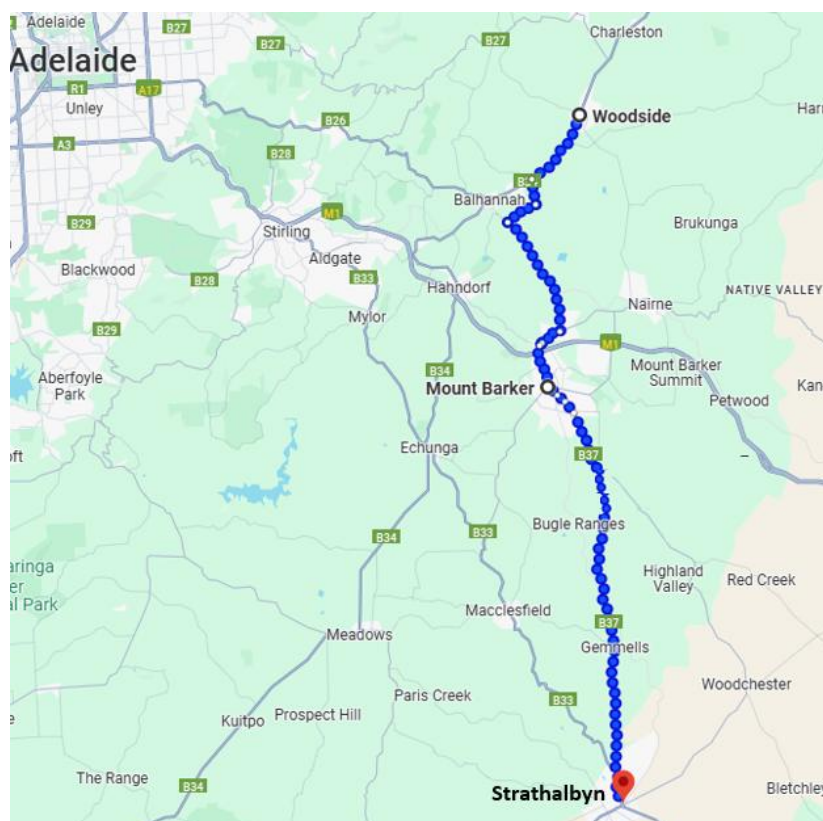 Adelaide
B27
B27
Charleston
Adelaide
B27
R1
A17
Unley
Woodside
Harr
B26
A3
B28
Balhannah
M1
B29
Stirling
Brukunga
Aldgate
Blackwood
B28
B33
Hahndorf
NATIVE VALLEY
Nairne
Mylor
B29
M1
Aberfoyle
Park
B34
Mount Barker
Summit
Kan
Mount Barker
Petwood
Echunga
oft
B37
B33
Bugle Ranges
B34
aringa
er
al Park
Highland
Valley
Red Creek
Macclesfield
B37
Meadows
Gemmells
Woodchester
Paris Creek
B33
Kuitpo
Prospect Hill
The Range
B34
Strathalbyn
Bletchley